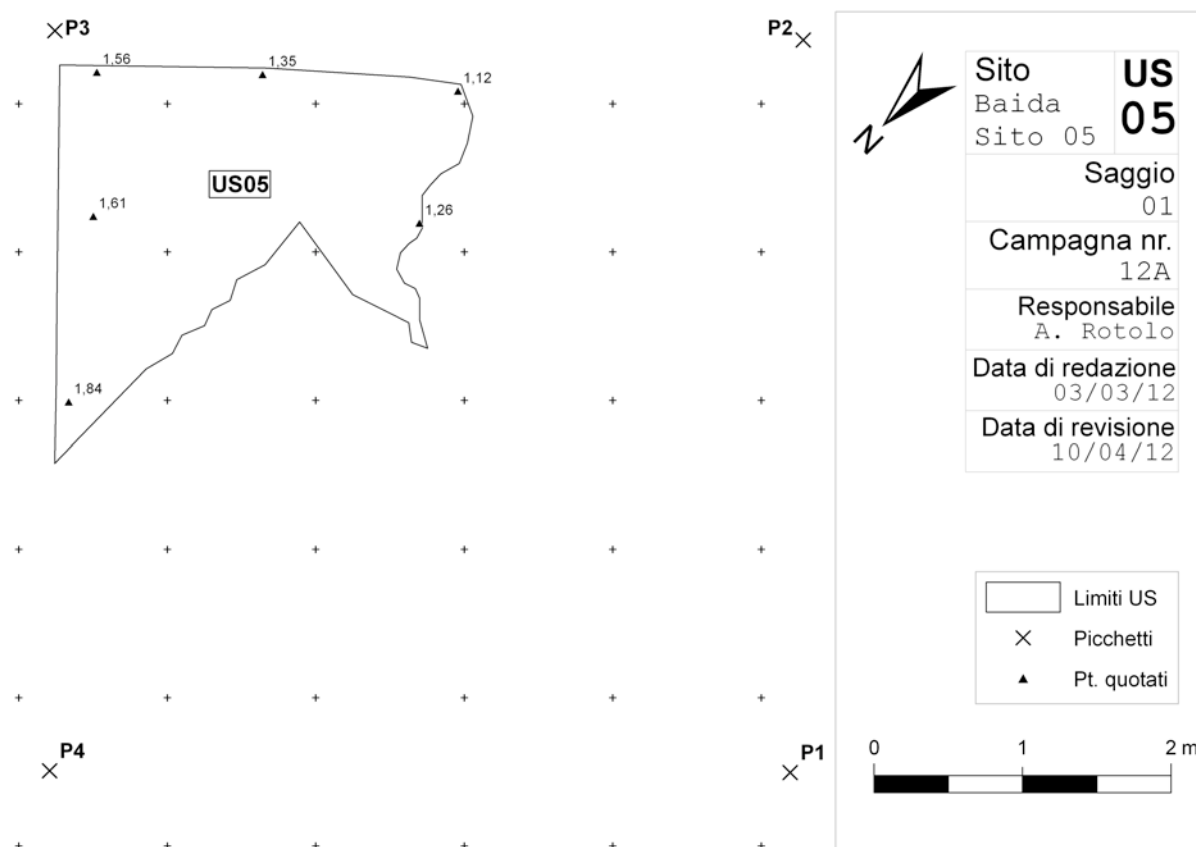 P3
P2
1,56
1,35
1,12
US05
1,61
1,26
1,84
P4
P1
N
Sito
Baida
Sito 05
US
05
Saggio
01
Campagna nr.
12A
Responsabile
A. Rotolo
Data di redazione
03/03/12
Data di revisione
10/04/12
Limiti US
Picchetti
Pt. quotati
0 1 2 m